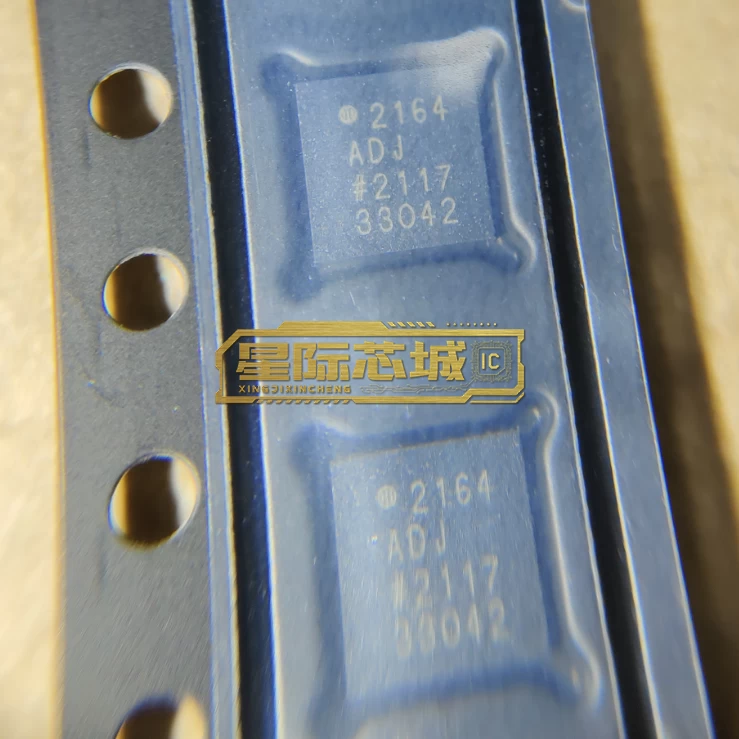 2164
ADJ
#2117
33042
星际芯城
IC
XINGJIXINCHENG
2164
ADJ
#2117
33042